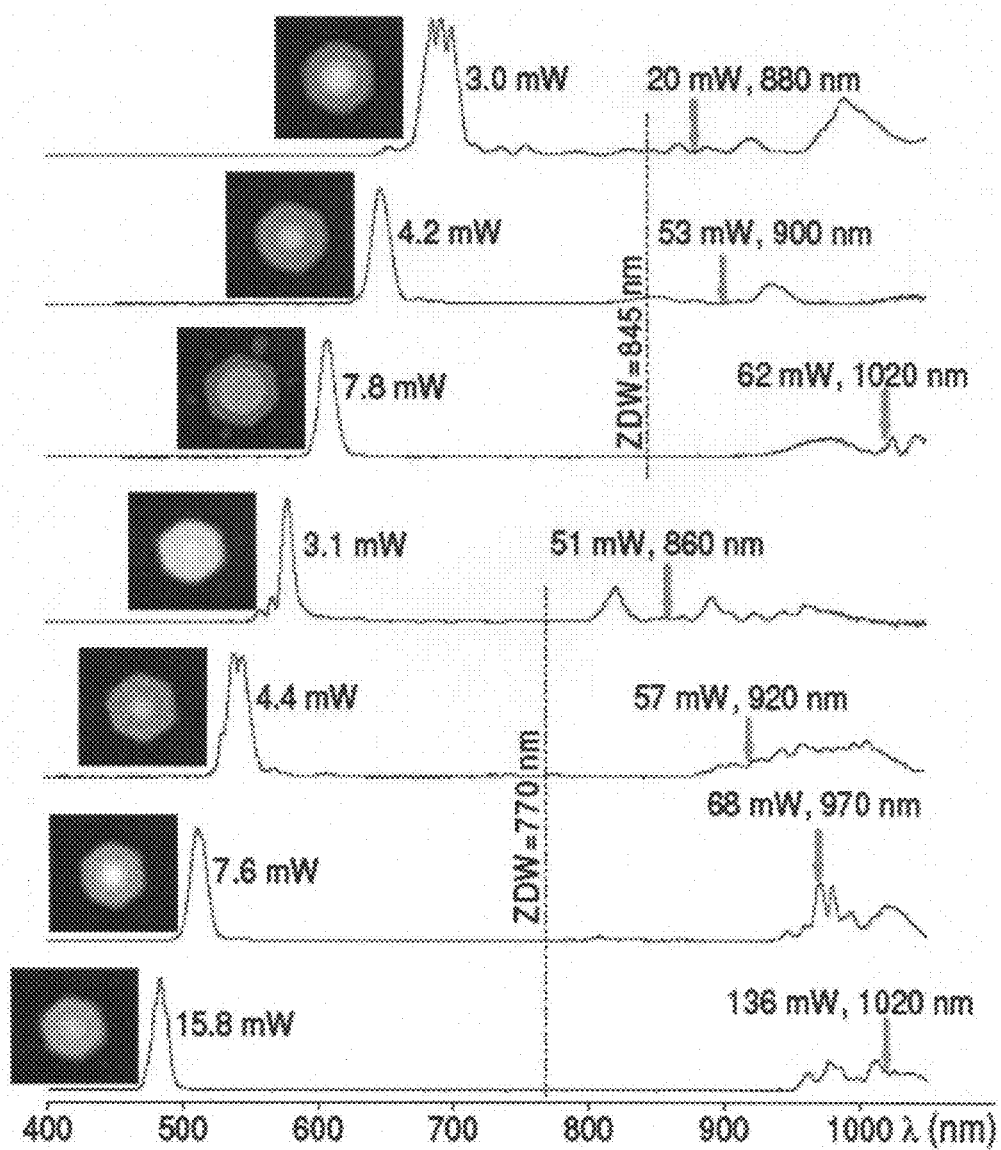 3.0 mW
20 mW, 880 nm
4.2 mW
53 mW, 900 nm
ZDW = 845 nm
7.8 mW
62 mW, 1020 nm
3.1 mW
51 mW, 860 nm
4.4 mW
57 mW, 920 nm
ZDW = 770 nm
68 mW, 970 nm
7.6 mW
136 mW, 1020 nm
15.8 mW
400 500 600 700 800 900 1000 λ (nm)